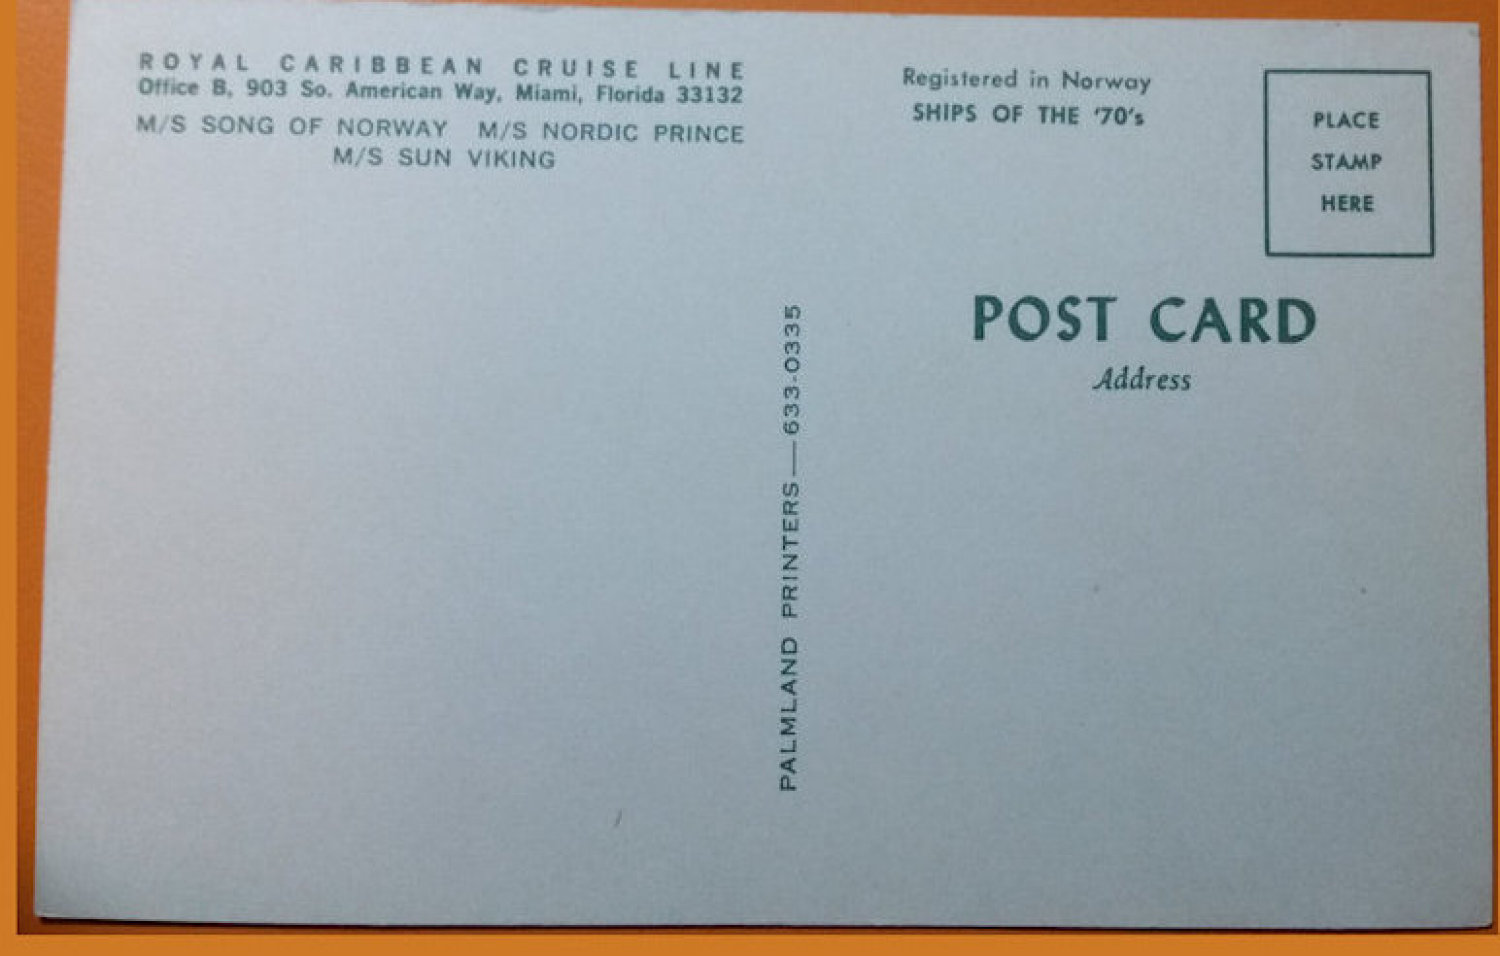 ROYAL CARIBBEAN CRUISE LINE
Office B, 903 So. American Way, Miami, Florida 33132
M/S SONG OF NORWAY M/S NORDIC PRINCE
M/S SUN VIKING
Registered in Norway
SHIPS OF THE '70's
PLACE
STAMP
HERE
POST CARD
Address
PALMLAND PRINTERS—633-0335